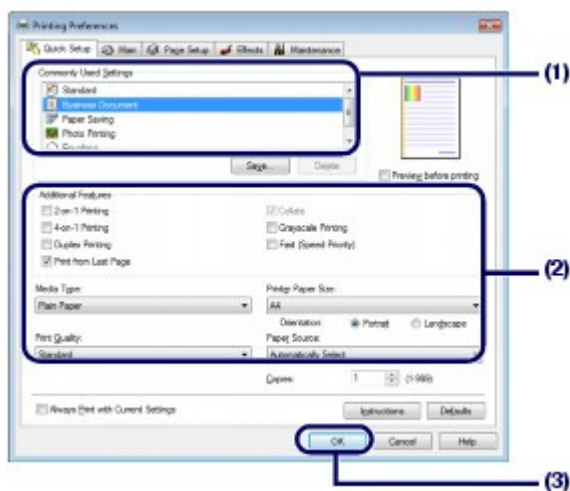 Printing Preferences
Quick Setup Main Page Setup Effects Maintenance
Commonly Used Settings
(1)
Standard
Business Document
Paper Saving
Photo Printing
Envelope
Save... Delete
Preview before printing
Additional Features
2-on-1 Printing Collate
4-on-1 Printing Grayscale Printing
Duplex Printing Fast (Speed Priority)
Print from Last Page
(2)
Media Type: Printer Paper Size:
Plain Paper A4
Orientation: Portrait Landscape
Print Quality: Paper Source:
Standard Automatically Select
Copies: 1 (1-999)
Always Print with Current Settings Instructions Defaults
OK Cancel Help
(3)